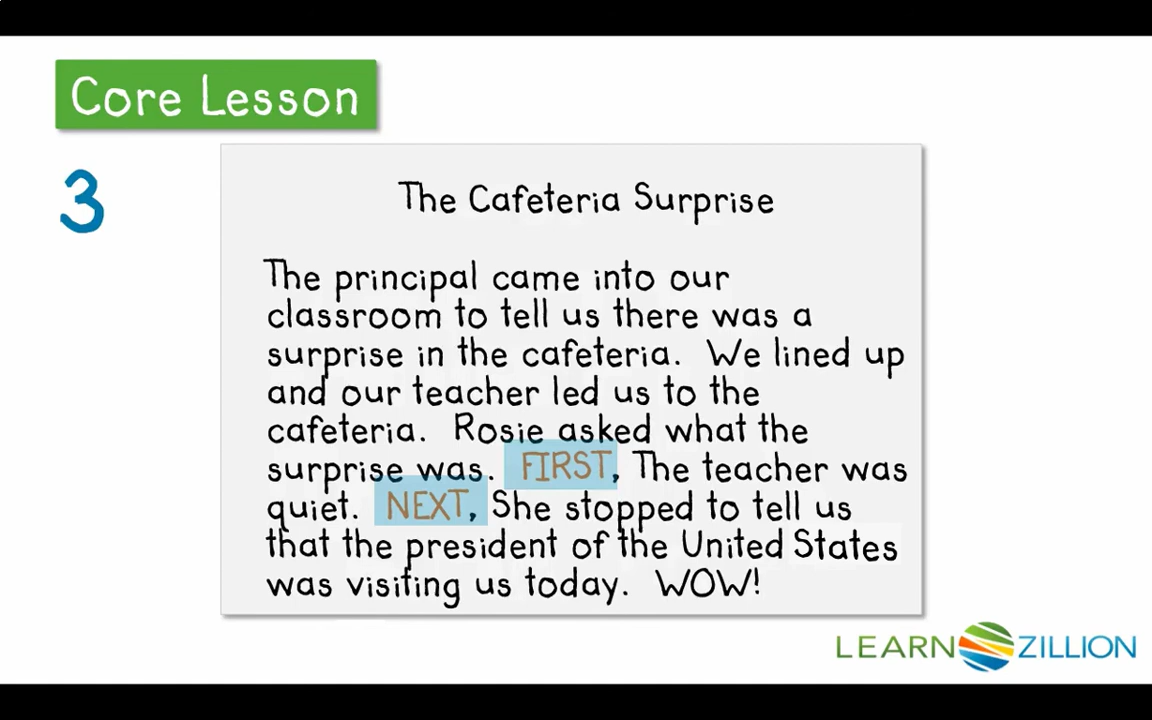 Core Lesson
3
The Cafeteria Surprise
The principal came into our
classroom to tell us there was a
surprise in the cafeteria. We lined up
and our teacher led us to the
cafeteria. Rosie asked what the
surprise was. FIRST, The teacher was
quiet. NEXT, She stopped to tell us
that the president of the United States
was visiting us today. WOW!
LEARN ZILLION